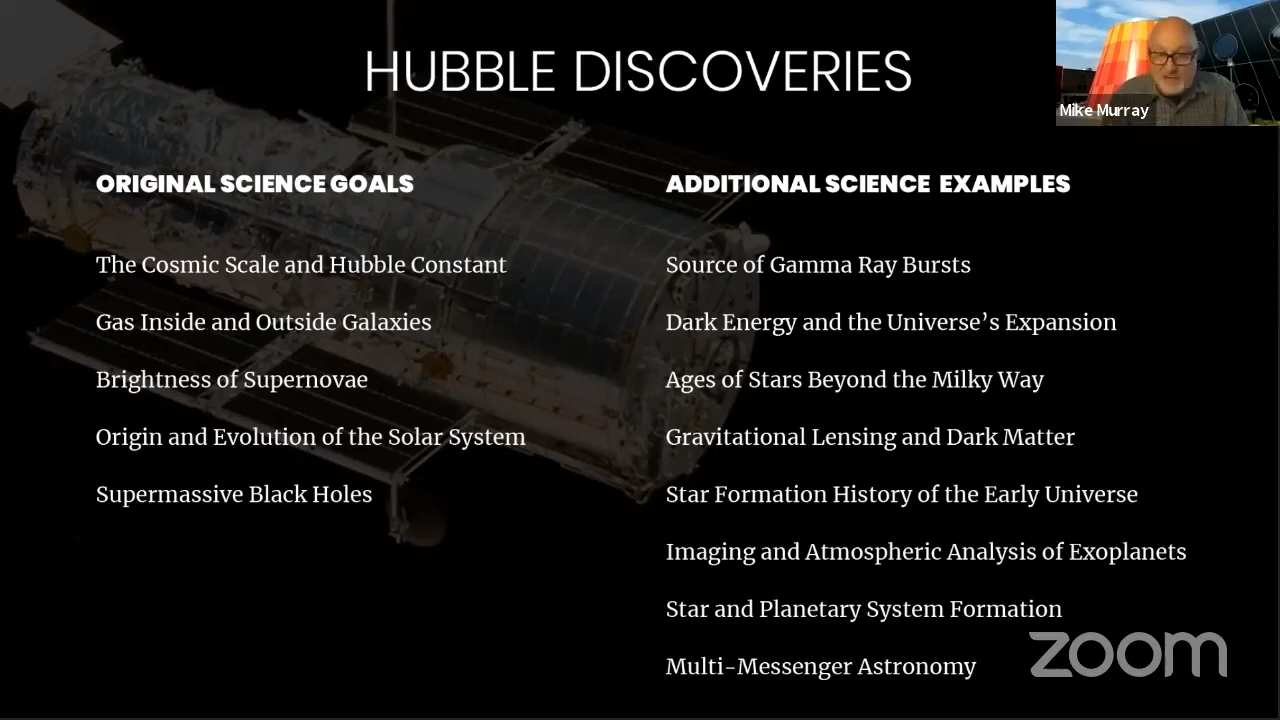 HUBBLE DISCOVERIES
Mike Murray
ORIGINAL SCIENCE GOALS
The Cosmic Scale and Hubble Constant
Gas Inside and Outside Galaxies
Brightness of Supernovae
Origin and Evolution of the Solar System
Supermassive Black Holes
ADDITIONAL SCIENCE EXAMPLES
Source of Gamma Ray Bursts
Dark Energy and the Universe’s Expansion
Ages of Stars Beyond the Milky Way
Gravitational Lensing and Dark Matter
Star Formation History of the Early Universe
Imaging and Atmospheric Analysis of Exoplanets
Star and Planetary System Formation
Multi-Messenger Astronomy
zoom